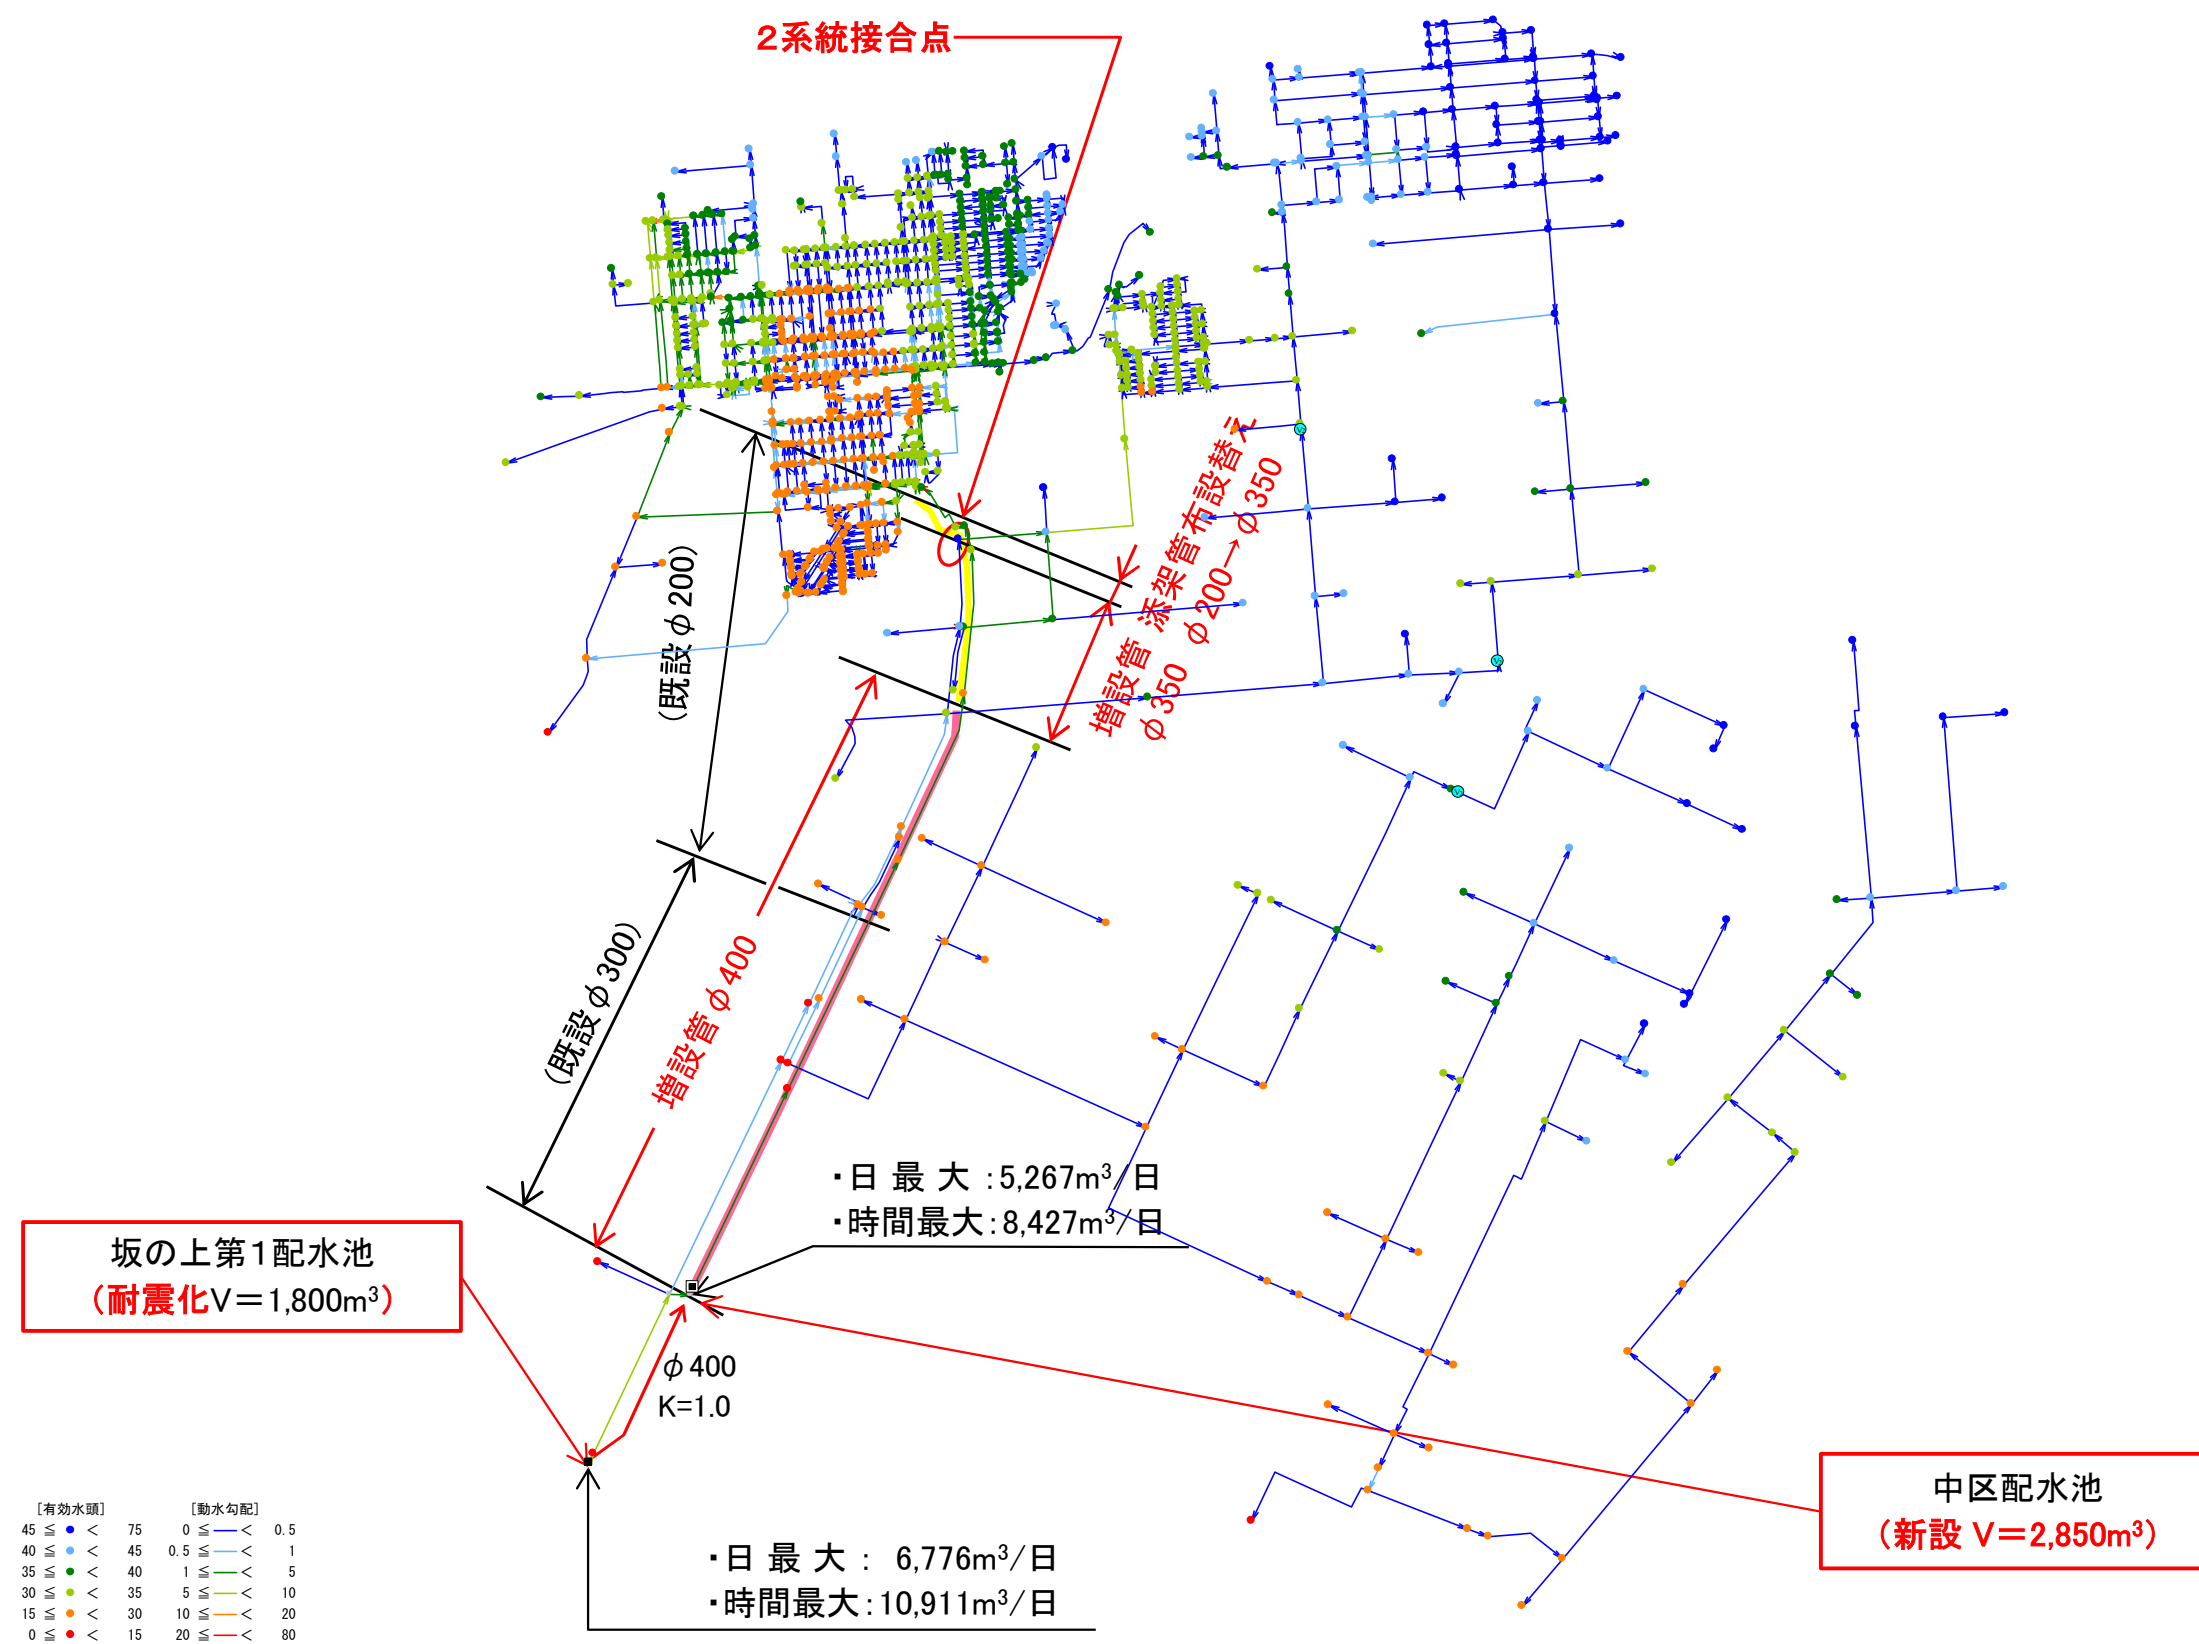 2系統接合点
(既設φ200)
増設管 添架管布設替え
φ350 φ200→φ350
(既設φ300)
増設管φ400
・日 最 大 :5,267m³/日
・時間最大:8,427m³/日
坂の上第1配水池
(耐震化V=1,800m³)
φ400
K=1.0
中区配水池
(新設 V=2,850m³)
・日 最 大 : 6,776m³/日
・時間最大:10,911m³/日
[有効水頭] [動水勾配]
45 ≦ < 75 0 ≦ < 0.5
40 ≦ < 45 0.5 ≦ < 1
35 ≦ < 40 1 ≦ < 5
30 ≦ < 35 5 ≦ < 10
15 ≦ < 30 10 ≦ < 20
0 ≦ < 15 20 ≦ < 80